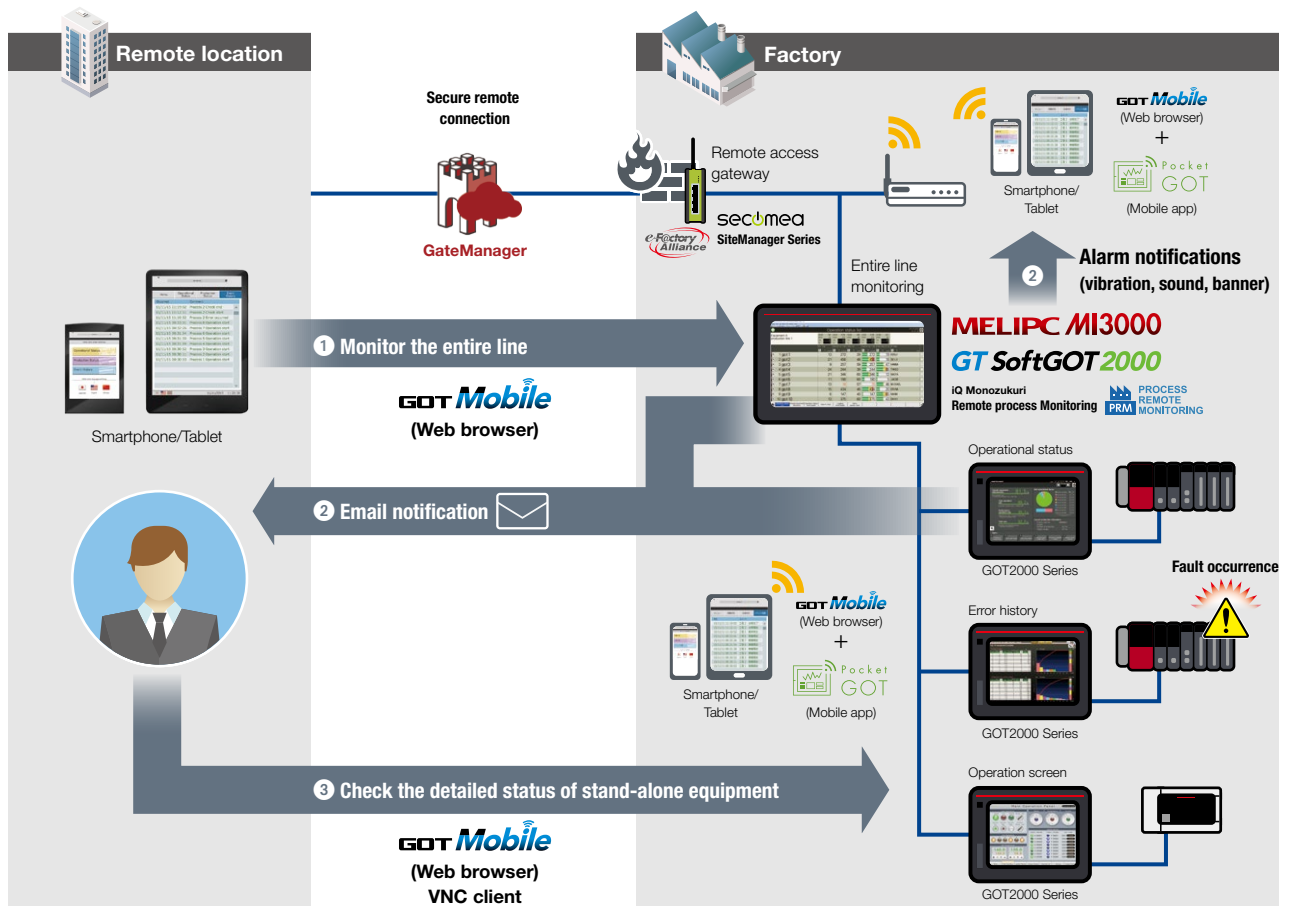 Remote location
Factory
Secure remote
connection
GateManager
Remote access
gateway
secomea
e-F@ctory
Alliance
SiteManager Series
GOT Mobile
(Web browser)
+
Pocket
GOT
(Mobile app)
Smartphone/
Tablet
2
Alarm notifications
(vibration, sound, banner)
Entire line
monitoring
MELIPC MI3000
GT SoftGOT2000
iQ Monozukuri
Remote process Monitoring
PRM
PROCESS
REMOTE
MONITORING
Smartphone/Tablet
1 Monitor the entire line
GOT Mobile
(Web browser)
2 Email notification
Operational status
GOT2000 Series
Fault occurrence
Error history
GOT2000 Series
GOT Mobile
(Web browser)
+
Pocket
GOT
(Mobile app)
Smartphone/
Tablet
Operation screen
GOT2000 Series
3 Check the detailed status of stand-alone equipment
GOT Mobile
(Web browser)
VNC client